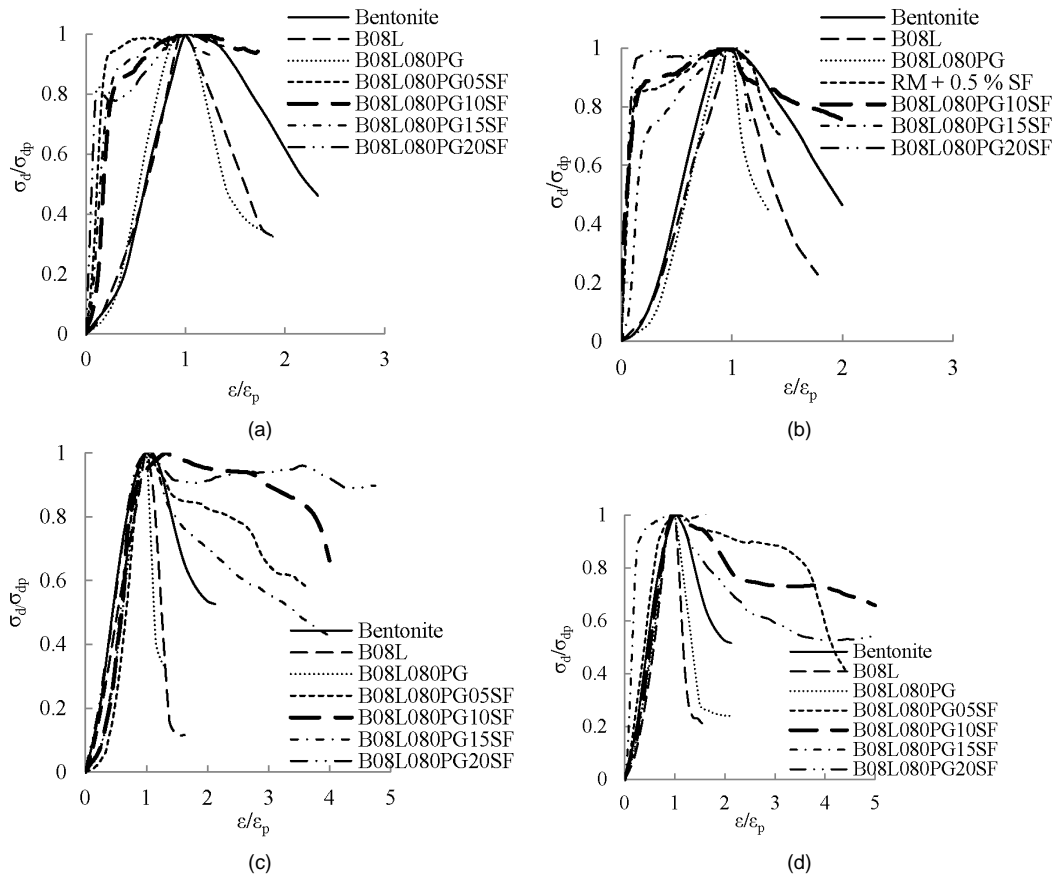 σd/σdp
1
0.8
0.6
0.4
0.2
0
0 1 2 3
ε/εp
Bentonite
B08L
B08L080PG
B08L080PG05SF
B08L080PG10SF
B08L080PG15SF
B08L080PG20SF
(a)
σd/σdp
1
0.8
0.6
0.4
0.2
0
0 1 2 3
ε/εp
Bentonite
B08L
B08L080PG
RM + 0.5 % SF
B08L080PG10SF
B08L080PG15SF
B08L080PG20SF
(b)
σd/σdp
1
0.8
0.6
0.4
0.2
0
0 1 2 3 4 5
ε/εp
Bentonite
B08L
B08L080PG
B08L080PG05SF
B08L080PG10SF
B08L080PG15SF
B08L080PG20SF
(c)
σd/σdp
1
0.8
0.6
0.4
0.2
0
0 1 2 3 4 5
ε/εp
Bentonite
B08L
B08L080PG
B08L080PG05SF
B08L080PG10SF
B08L080PG15SF
B08L080PG20SF
(d)